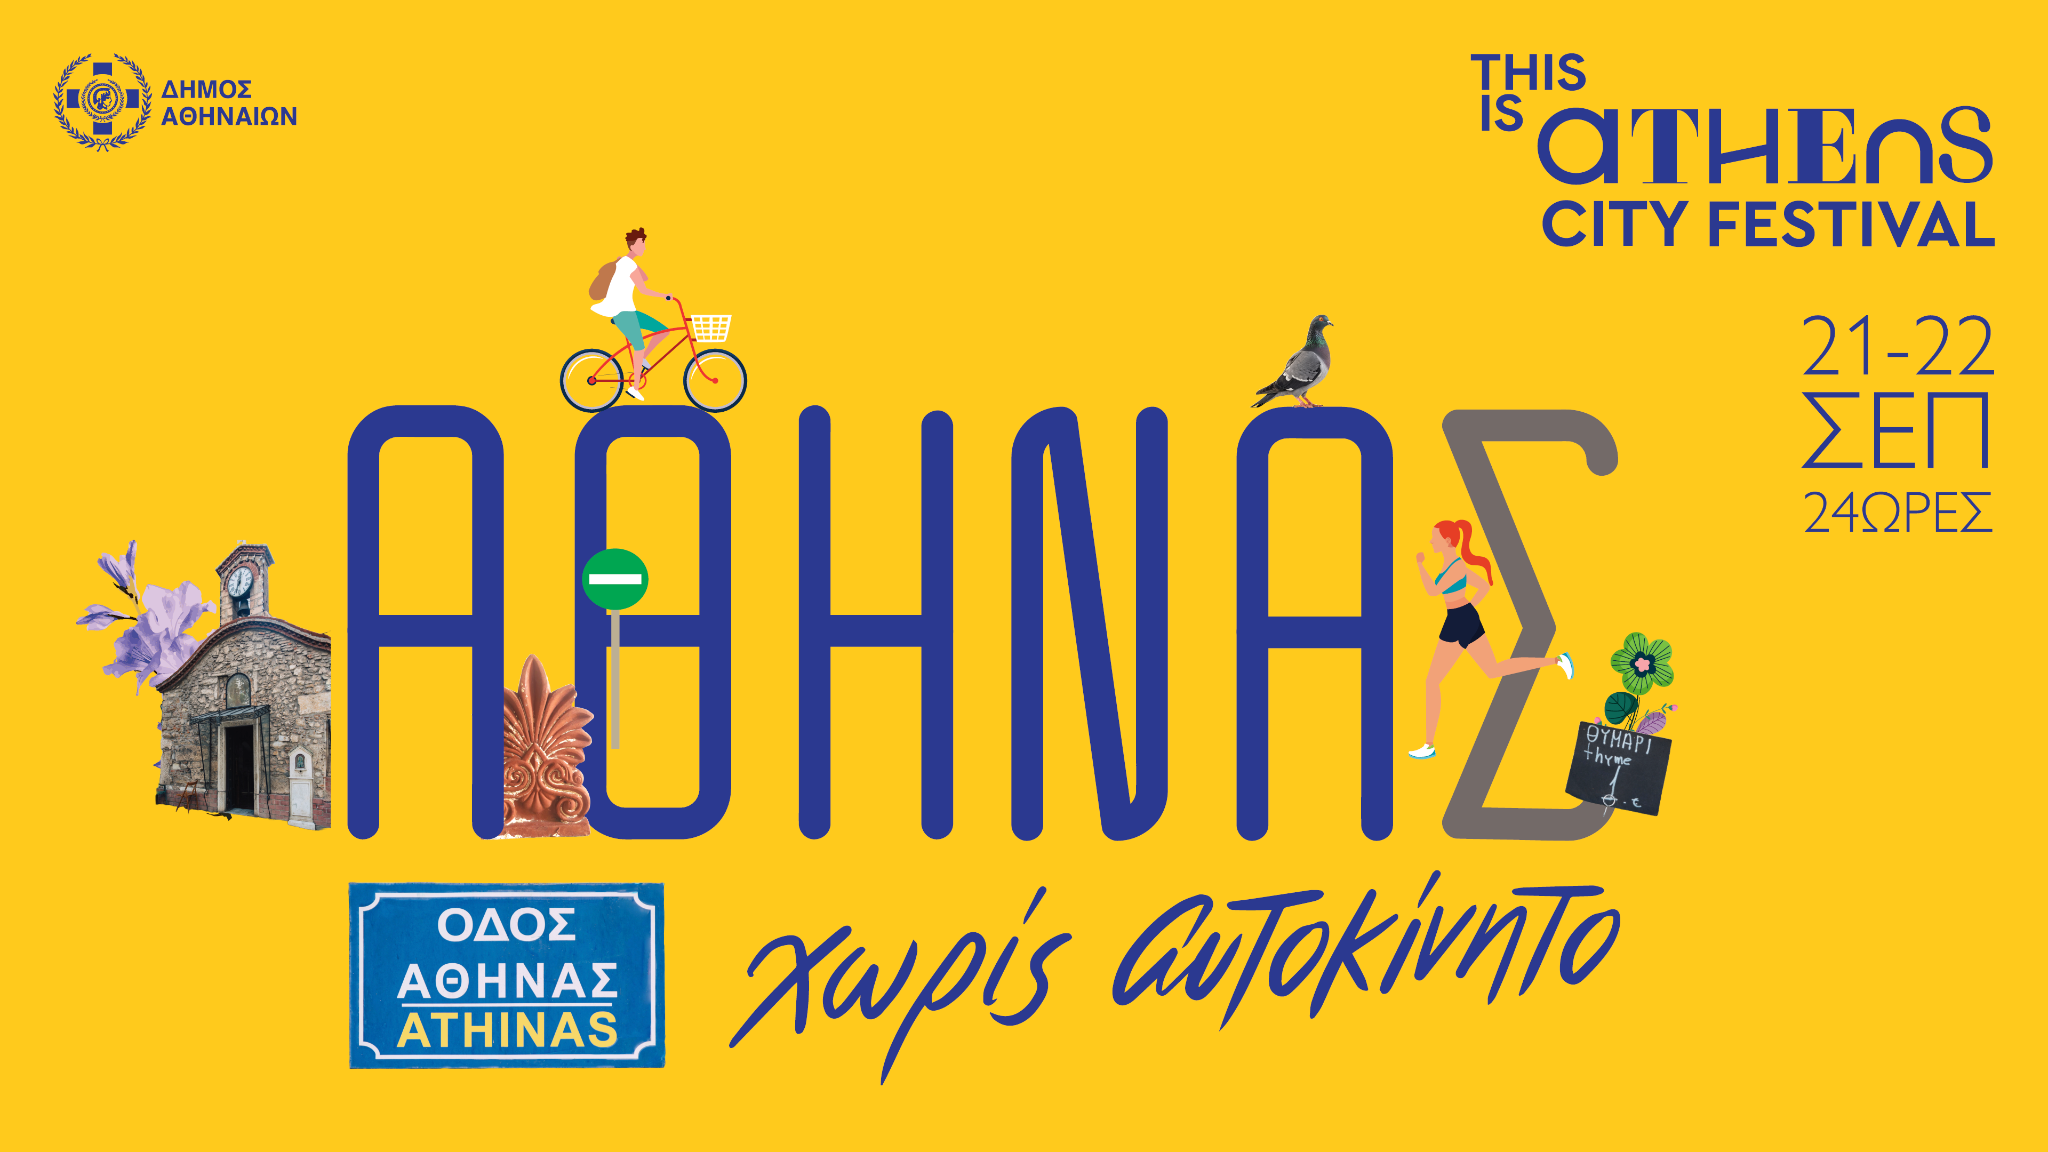 ΔΗΜΟΣ
ΑΘΗΝΑΙΩΝ
THIS
IS ATHENS
CITY FESTIVAL
21-22
ΣΕΠ
24ΩΡΕΣ
ΑΘΗΝΑΣ
ΘΥΜΑΡΙ
thyme
ΟΔΟΣ
ΑΘΗΝΑΣ
ATHINAS
χωρίς αυτοκίνητο